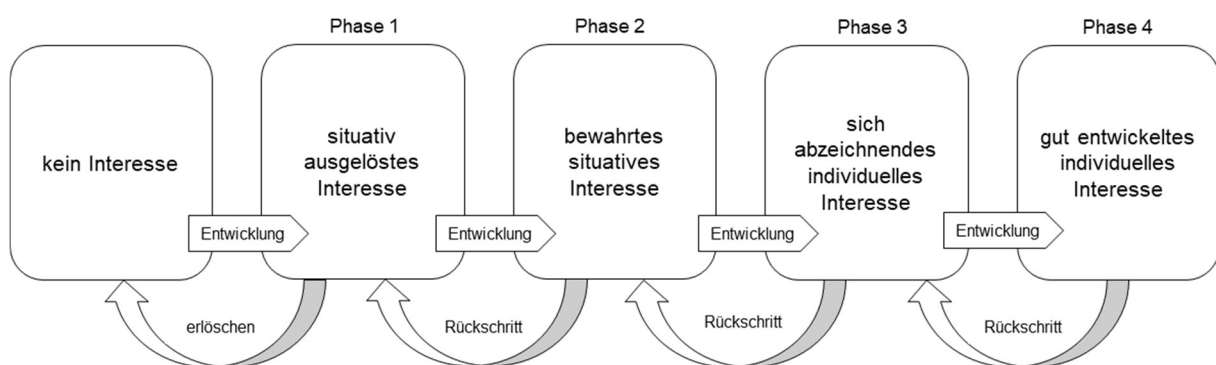 Phase 1
Phase 2
Phase 3
Phase 4
kein Interesse
situativ
ausgelöstes
Interesse
bewahrtes
situatives
Interesse
sich
abzeichnendes
individuelles
Interesse
gut entwickeltes
individuelles
Interesse
Entwicklung
Entwicklung
Entwicklung
Entwicklung
erlöschen
Rückschritt
Rückschritt
Rückschritt